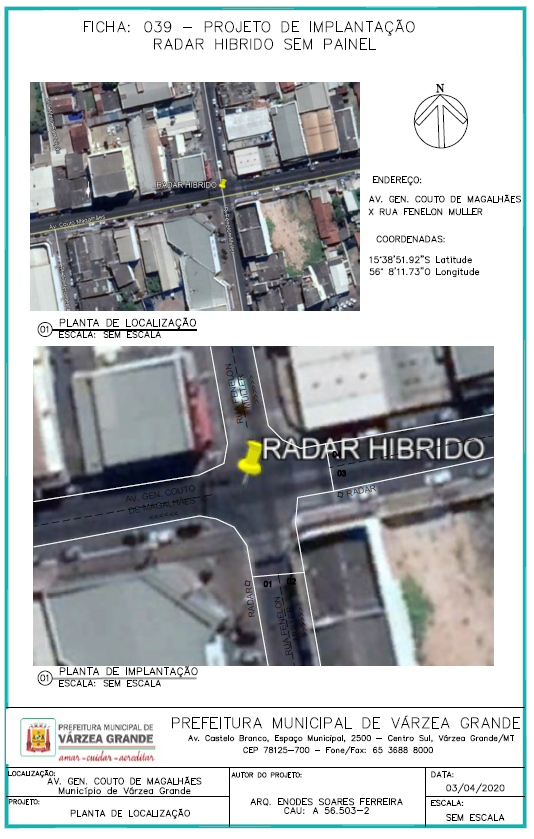 FICHA: 039 – PROJETO DE IMPLANTAÇÃO
RADAR HIBRIDO SEM PAINEL
N
RADAR HIBRIDO
Av. Couto Magalhães
ENDEREÇO:
AV. GEN. COUTO DE MAGALHÃES
X RUA FENELON MULLER
COORDENADAS:
15°38'51.92"S Latitude
56° 8'11.73"O Longitude
01 PLANTA DE LOCALIZAÇÃO
ESCALA: SEM ESCALA
RUA FENELON
MULLER
RADAR HIBRIDO
03
RADAR
AV. GEN. COUTO
DE MAGALHÃES
<<<<<<
01
02
RADAR
RUA FENELON
01 PLANTA DE IMPLANTAÇÃO
ESCALA: SEM ESCALA
PREFEITURA MUNICIPAL DE
VÁRZEA GRANDE
amar - cuidar - acreditar
PREFEITURA MUNICIPAL DE VÁRZEA GRANDE
Av. Castelo Branco, Espaço Municipal, 2500 – Centro Sul, Várzea Grande/MT
CEP 78125-700 – Fone/Fax: 65 3688 8000
LOCALIZAÇÃO:
AV. GEN. COUTO DE MAGALHÃES
Município de Várzea Grande
PROJETO:
PLANTA DE LOCALIZAÇÃO
AUTOR DO PROJETO:
ARQ. ENODES SOARES FERREIRA
CAU: A 56.503-2
DATA:
03/04/2020
ESCALA:
SEM ESCALA